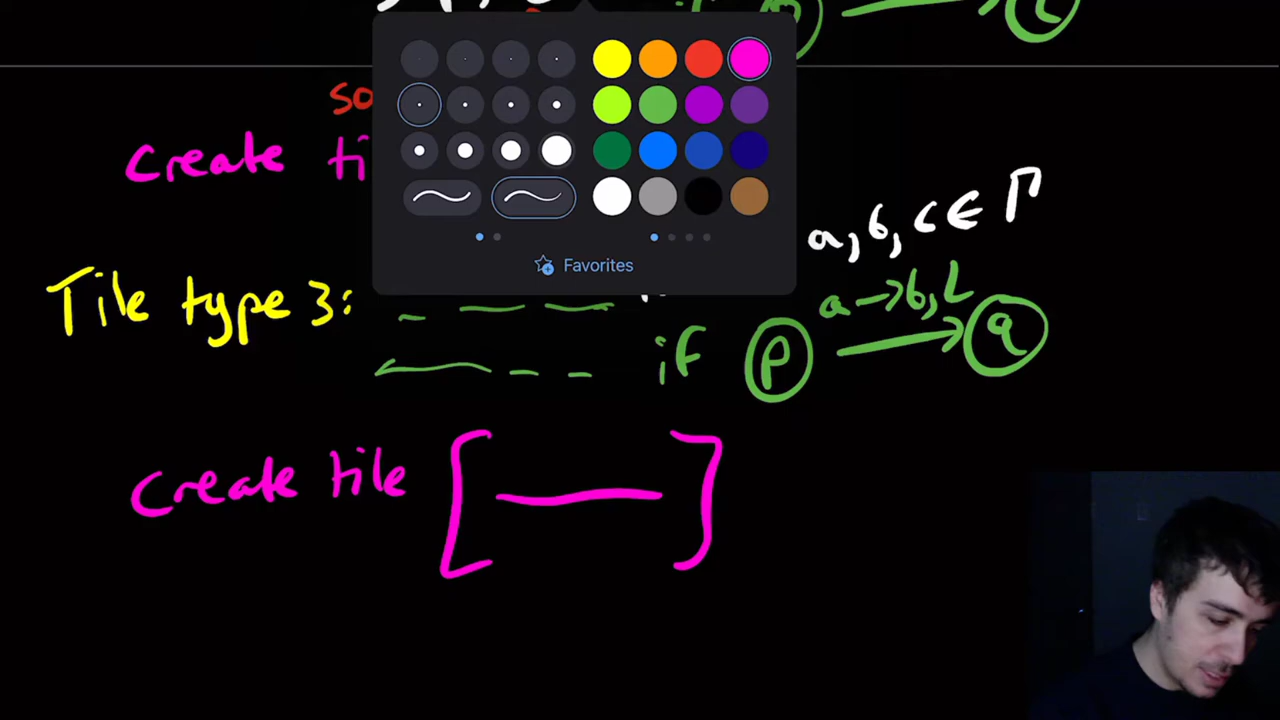 so
create ti
Favorites
a, b, c ∈ Γ
Tile type 3:
a → b, L
if p q
create tile